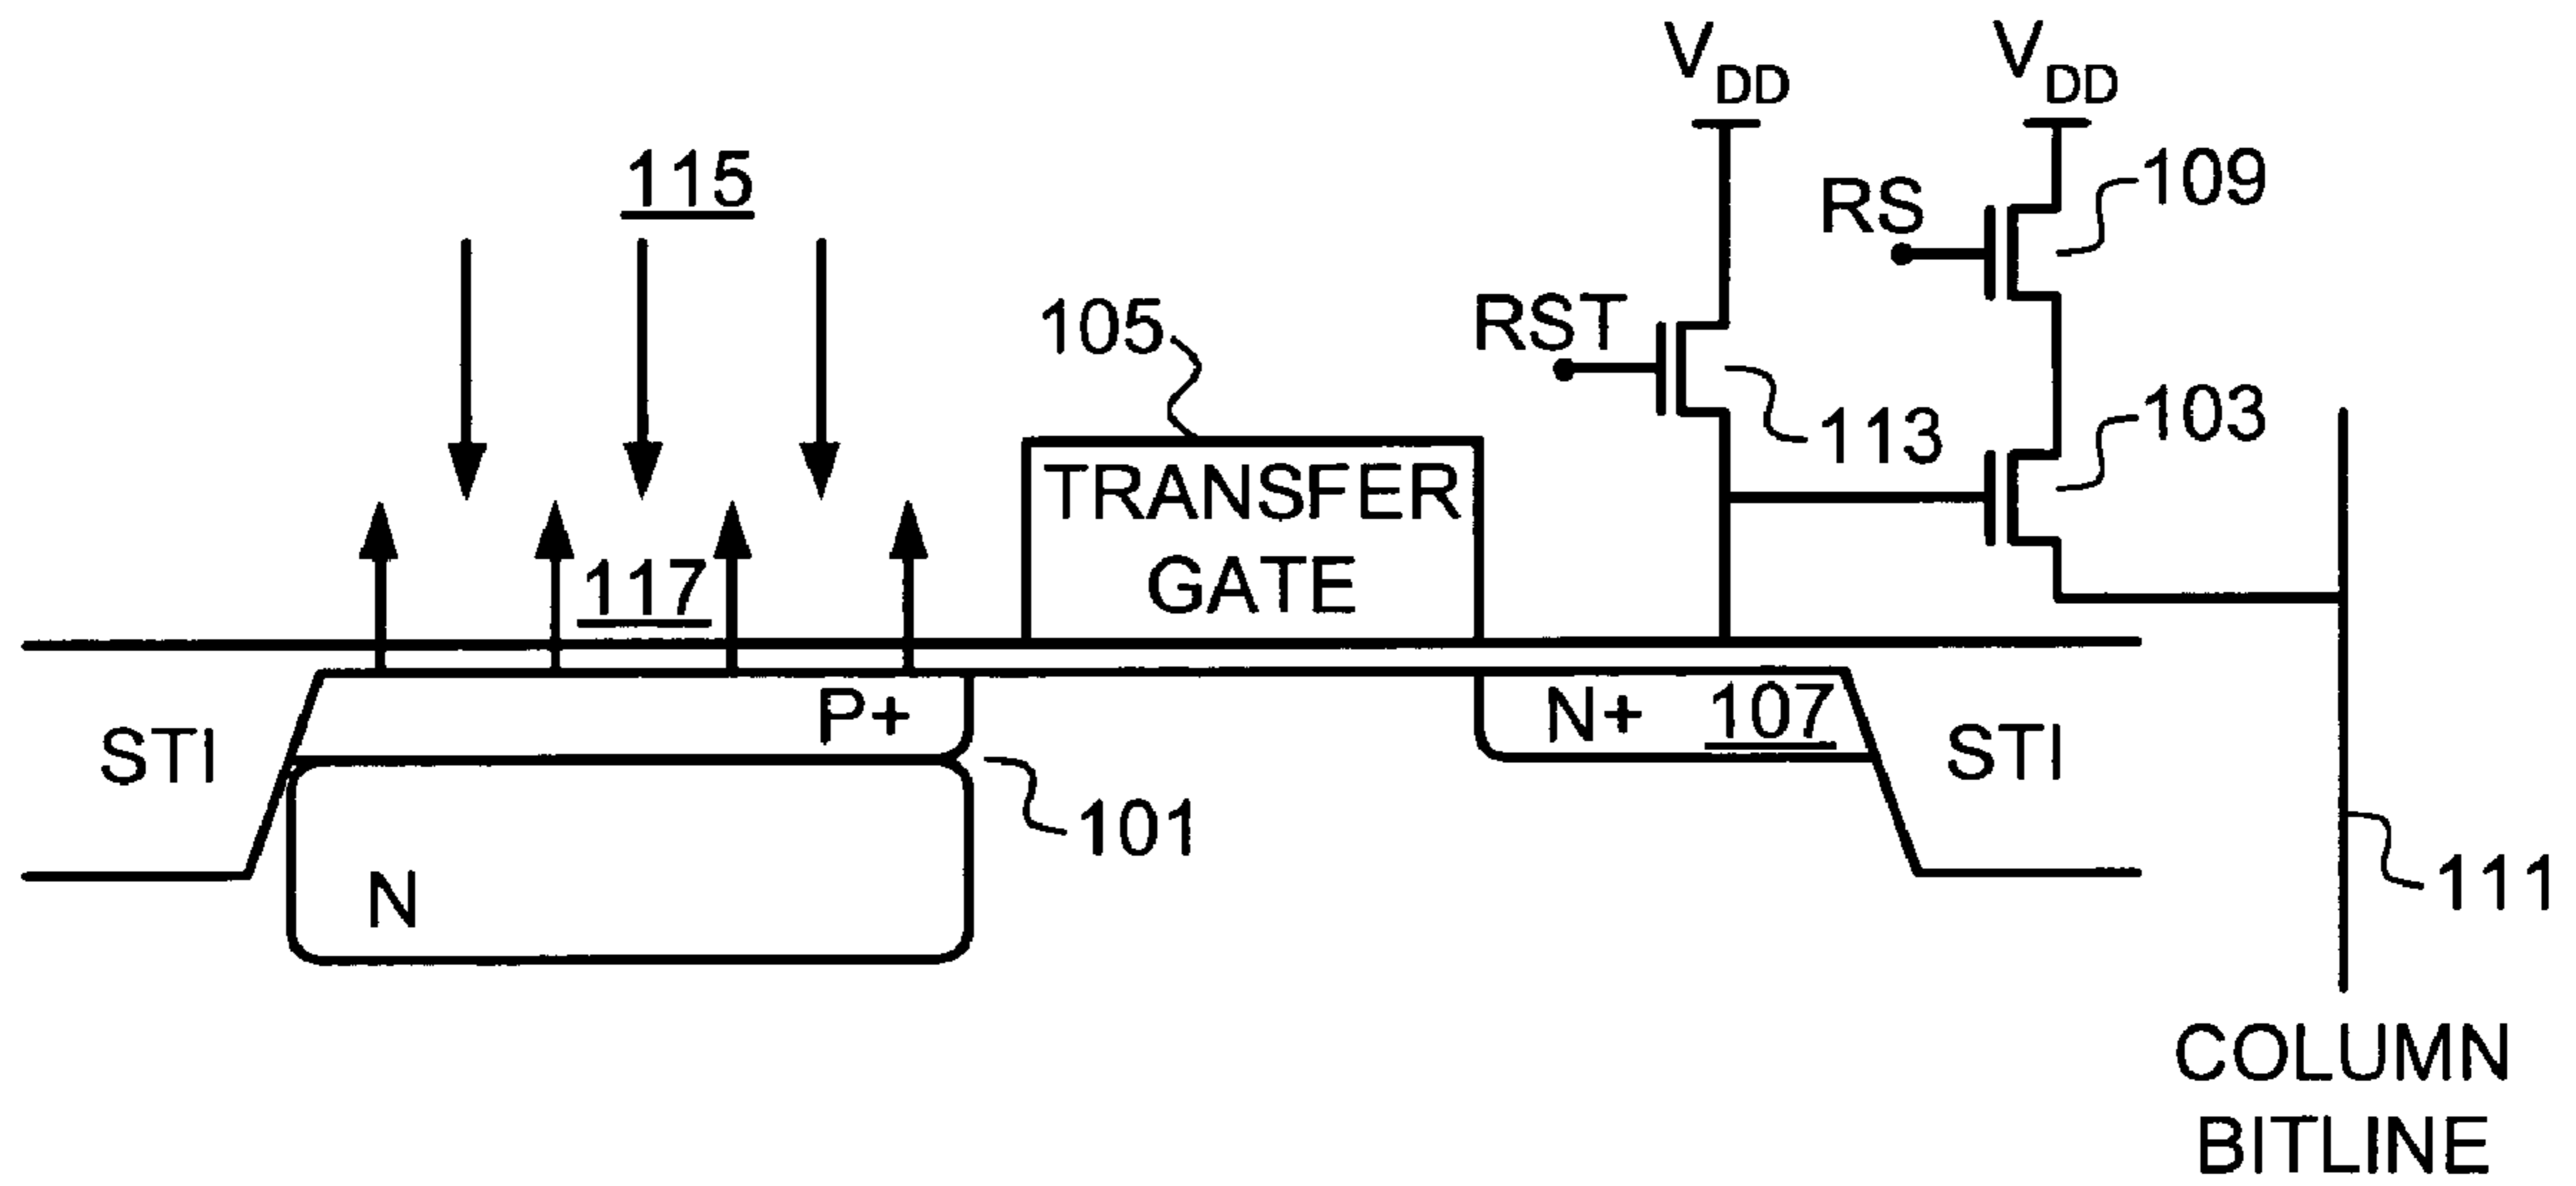 V DD
V DD
115
RS
109
105
RST
113
103
TRANSFER
GATE
117
P+
N+ 107
STI
STI
101
N
111
COLUMN
BITLINE